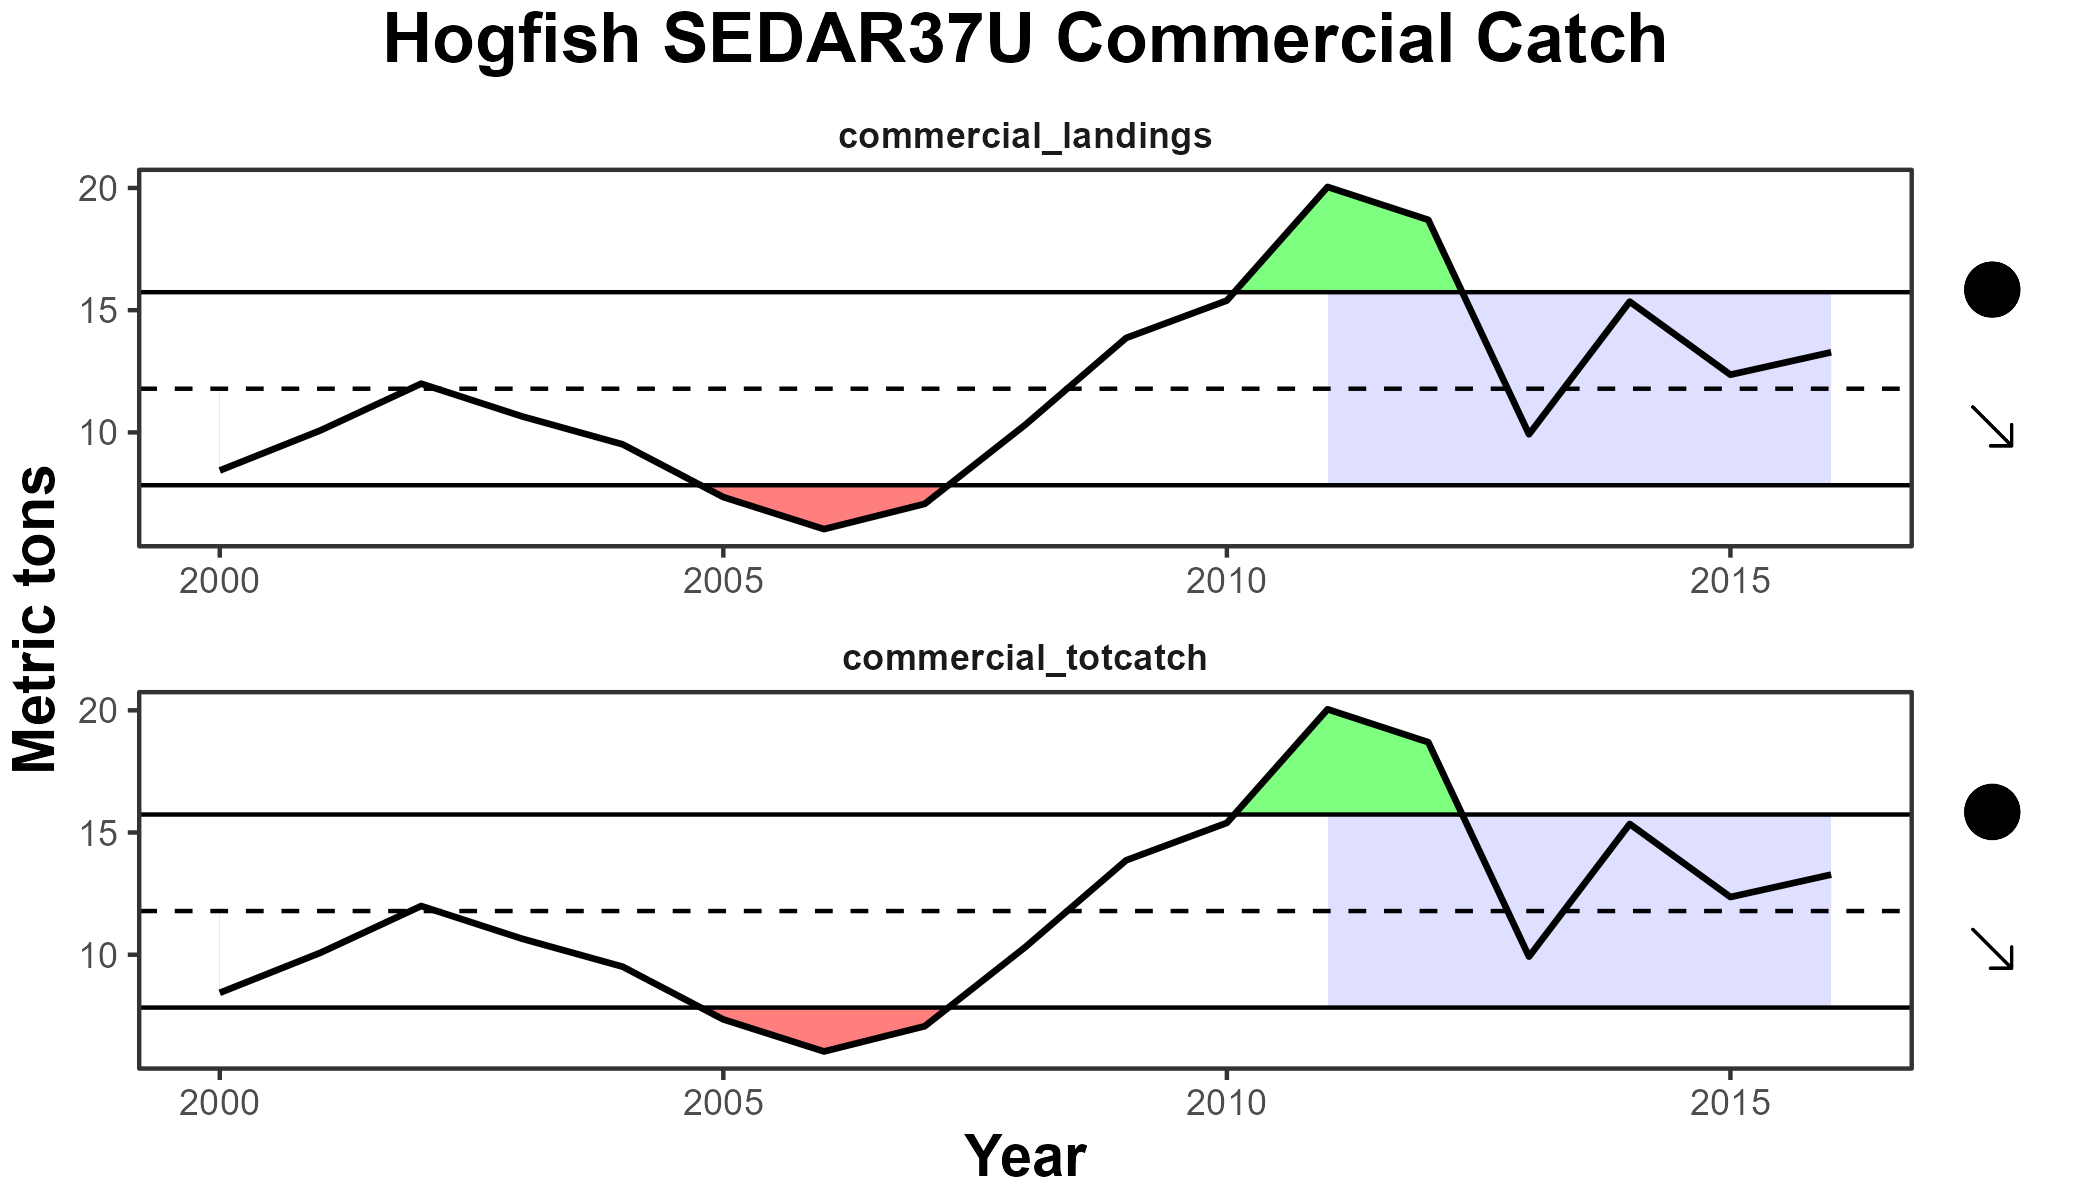 Hogfish SEDAR37U Commercial Catch
commercial_landings
20
15
10
2000 2005 2010 2015
Metric tons
commercial_totcatch
20
15
10
2000 2005 2010 2015
Year